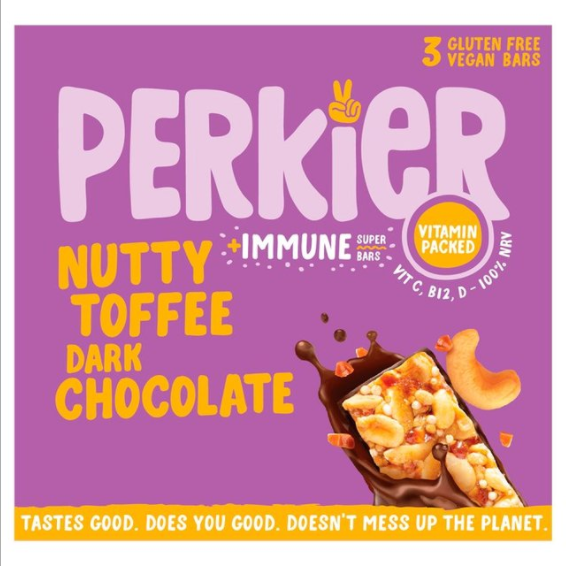 3 GLUTEN FREE
VEGAN BARS
PERKiER
+IMMUNE SUPER
BARS
VITAMIN
PACKED
VIT C, B12, D - 100% NRV
NUTTY
TOFFEE
DARK
CHOCOLATE
TASTES GOOD. DOES YOU GOOD. DOESN'T MESS UP THE PLANET.